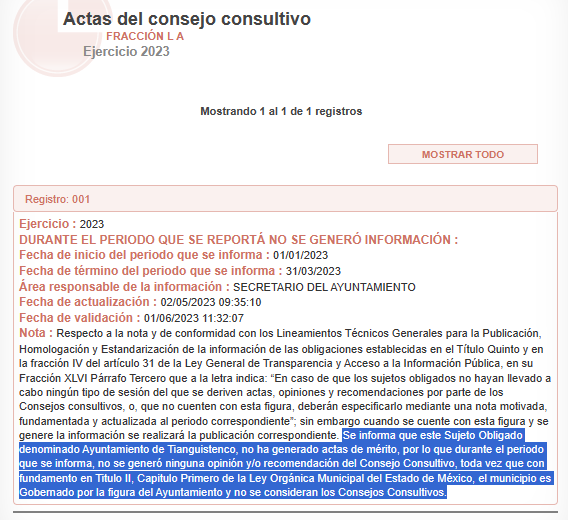 Actas del consejo consultivo
FRACCIÓN L A
Ejercicio 2023
Mostrando 1 al 1 de 1 registros
MOSTRAR TODO
Registro: 001
Ejercicio : 2023
DURANTE EL PERIODO QUE SE REPORTÁ NO SE GENERÓ INFORMACIÓN :
Fecha de inicio del periodo que se informa : 01/01/2023
Fecha de término del periodo que se informa : 31/03/2023
Área responsable de la información : SECRETARIO DEL AYUNTAMIENTO
Fecha de actualización : 02/05/2023 09:35:10
Fecha de validación : 01/06/2023 11:32:07
Nota : Respecto a la nota y de conformidad con los Lineamientos Técnicos Generales para la Publicación,
Homologación y Estandarización de la información de las obligaciones establecidas en el Título Quinto y en
la fracción IV del artículo 31 de la Ley General de Transparencia y Acceso a la Información Pública, en su
Fracción XLVI Párrafo Tercero que a la letra indica: “En caso de que los sujetos obligados no hayan llevado a
cabo ningún tipo de sesión del que se deriven actas, opiniones y recomendaciones por parte de los
Consejos consultivos, o, que no cuenten con esta figura, deberán especificarlo mediante una nota motivada,
fundamentada y actualizada al periodo correspondiente”; sin embargo cuando se cuente con esta figura y se
genere la información se realizará la publicación correspondiente. Se informa que este Sujeto Obligado
denominado Ayuntamiento de Tianguistenco, no ha generado actas de mérito, por lo que durante el periodo
que se informa, no se generó ninguna opinión y/o recomendación del Consejo Consultivo, toda vez que con
fundamento en Titulo II, Capitulo Primero de la Ley Orgánica Municipal del Estado de México, el municipio es
Gobernado por la figura del Ayuntamiento y no se consideran los Consejos Consultivos.